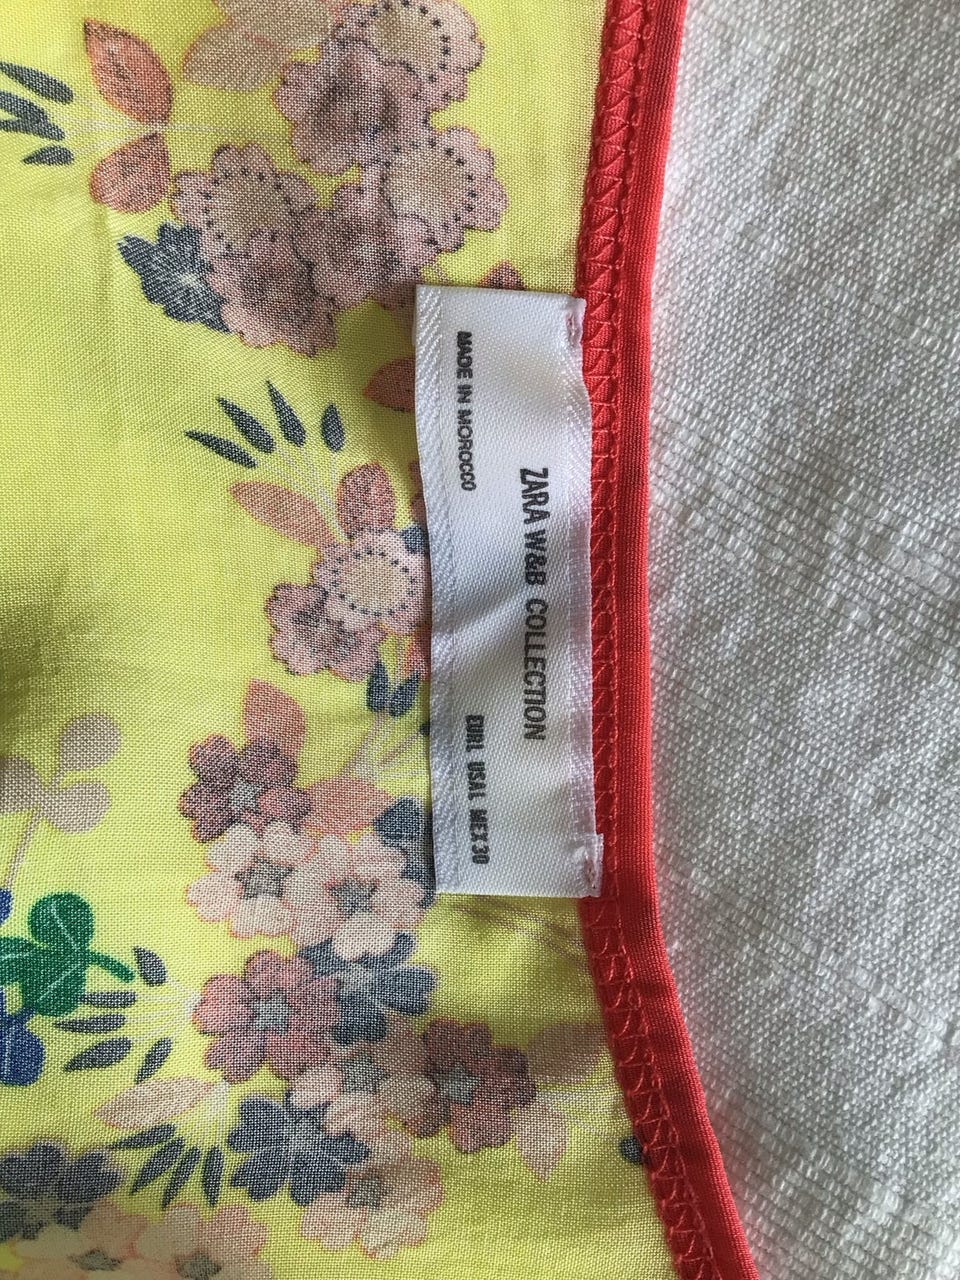 ZARA W&B COLLECTION
MADE IN MOROCCO
EUR L USA L MEX 30